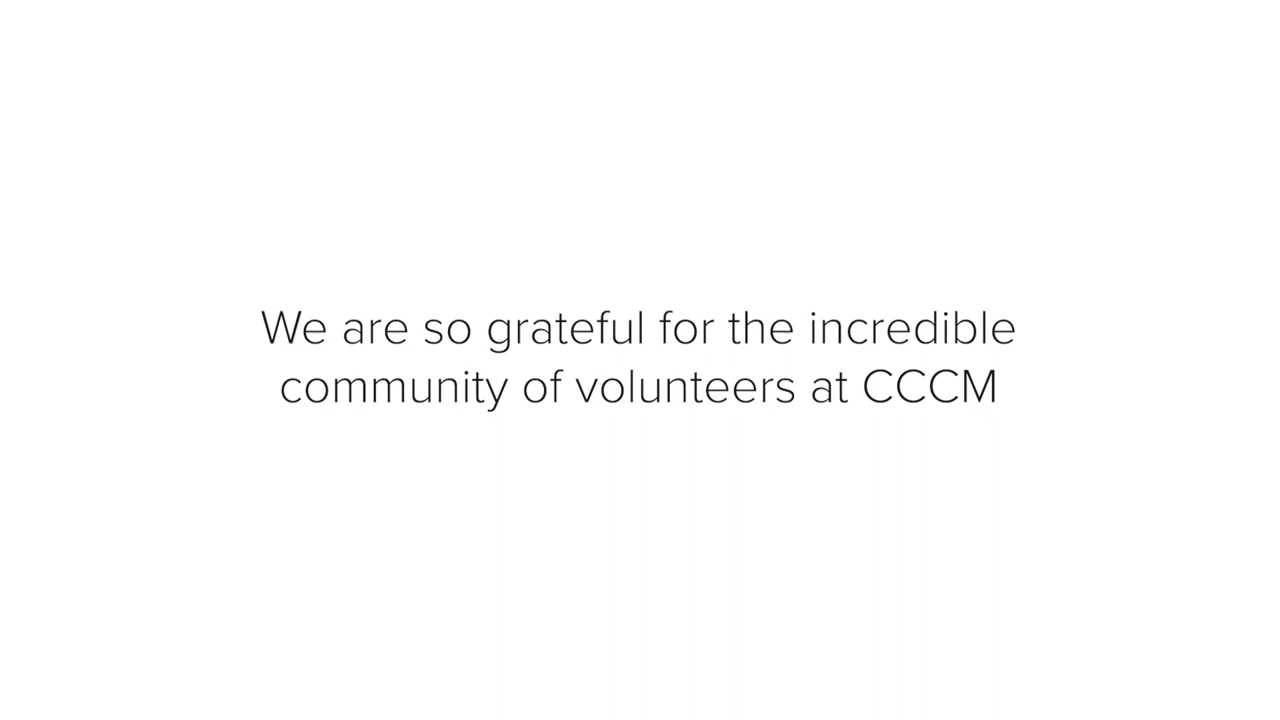 We are so grateful for the incredible
community of volunteers at CCCM